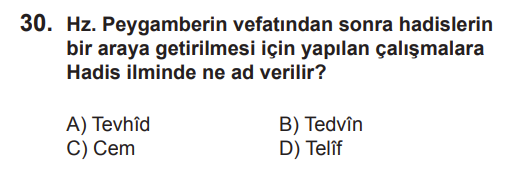 30. Hz. Peygamberin vefatından sonra hadislerin
bir araya getirilmesi için yapılan çalışmalara
Hadis ilminde ne ad verilir?
A) Tevhîd B) Tedvîn
C) Cem D) Telîf